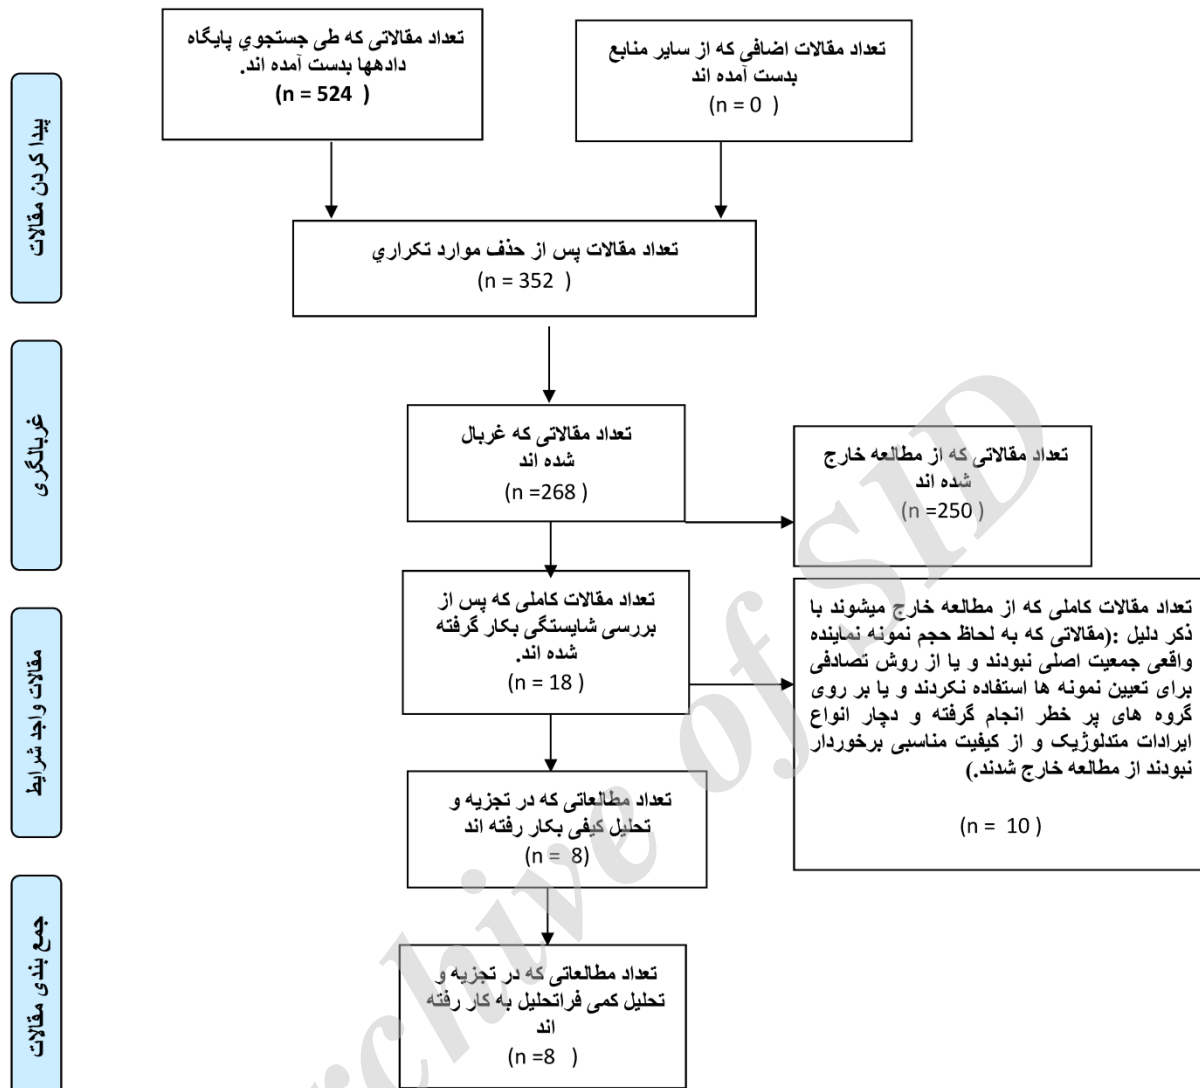 تعداد مقالاتی که طی جستجوي پایگاه
دادهها بدست آمده اند.
(n = 524 )
تعداد مقالات اضافی که از سایر منابع
بدست آمده اند
(n = 0 )
پیدا کردن مقالات
تعداد مقالات پس از حذف موارد تکراري
(n = 352 )
غربالگری
تعداد مقالاتی که غربال
شده اند
(n =268 )
تعداد مقالاتی که از مطالعه خارج
شده اند
(n =250 )
مقالات واجد شرایط
تعداد مقالات کاملی که پس از
بررسی شایستگی بکار گرفته
شده اند.
(n = 18 )
تعداد مقالات کاملی که از مطالعه خارج میشوند با
ذکر دلیل :(مقالاتی که به لحاظ حجم نمونه نماینده
واقعی جمعیت اصلی نبودند و یا از روش تصادفی
برای تعیین نمونه ها استفاده نکردند و یا بر روی
گروه های پر خطر انجام گرفته و دچار انواع
ایرادات متدلوژیک و از کیفیت مناسبی برخوردار
نبودند از مطالعه خارج شدند.)
(n = 10 )
تعداد مطالعاتی که در تجزیه و
تحلیل کیفی بکار رفته اند
(n = 8)
جمع بندی مقالات
تعداد مطالعاتی که در تجزیه و
تحلیل کمی فراتحلیل به کار رفته
اند
(n =8 )
Archive of SID